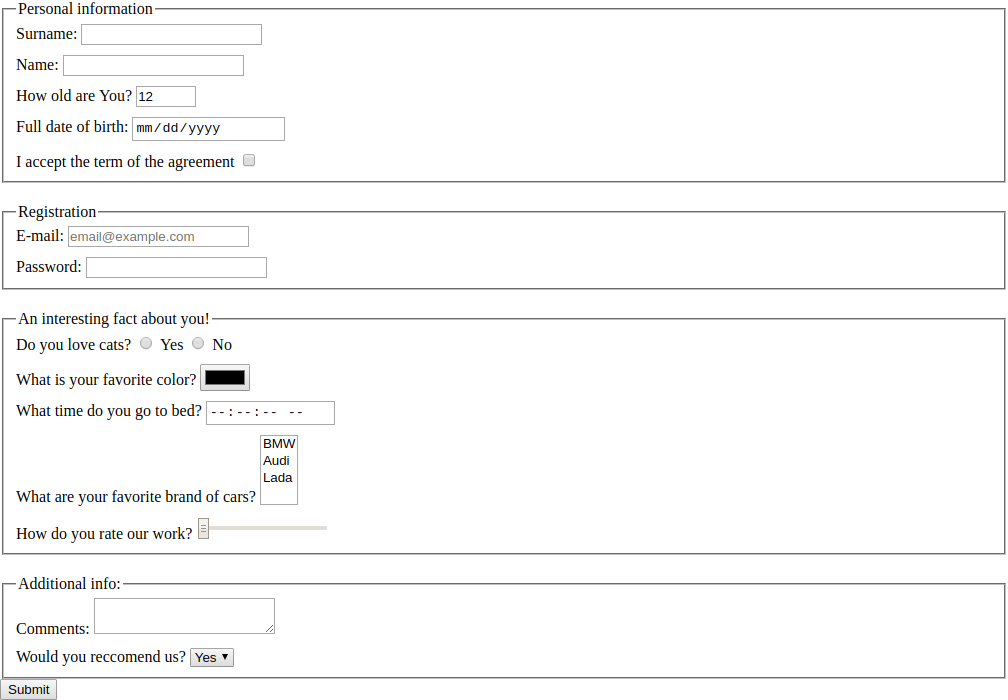 Personal information
Surname:
Name:
How old are You? 12
Full date of birth: mm/dd/yyyy
I accept the term of the agreement
Registration
E-mail: email@example.com
Password:
An interesting fact about you!
Do you love cats? Yes No
What is your favorite color?
What time do you go to bed? --:--:-- --
BMW
Audi
Lada
What are your favorite brand of cars?
How do you rate our work?
Additional info:
Comments:
Would you reccomend us? Yes
Submit